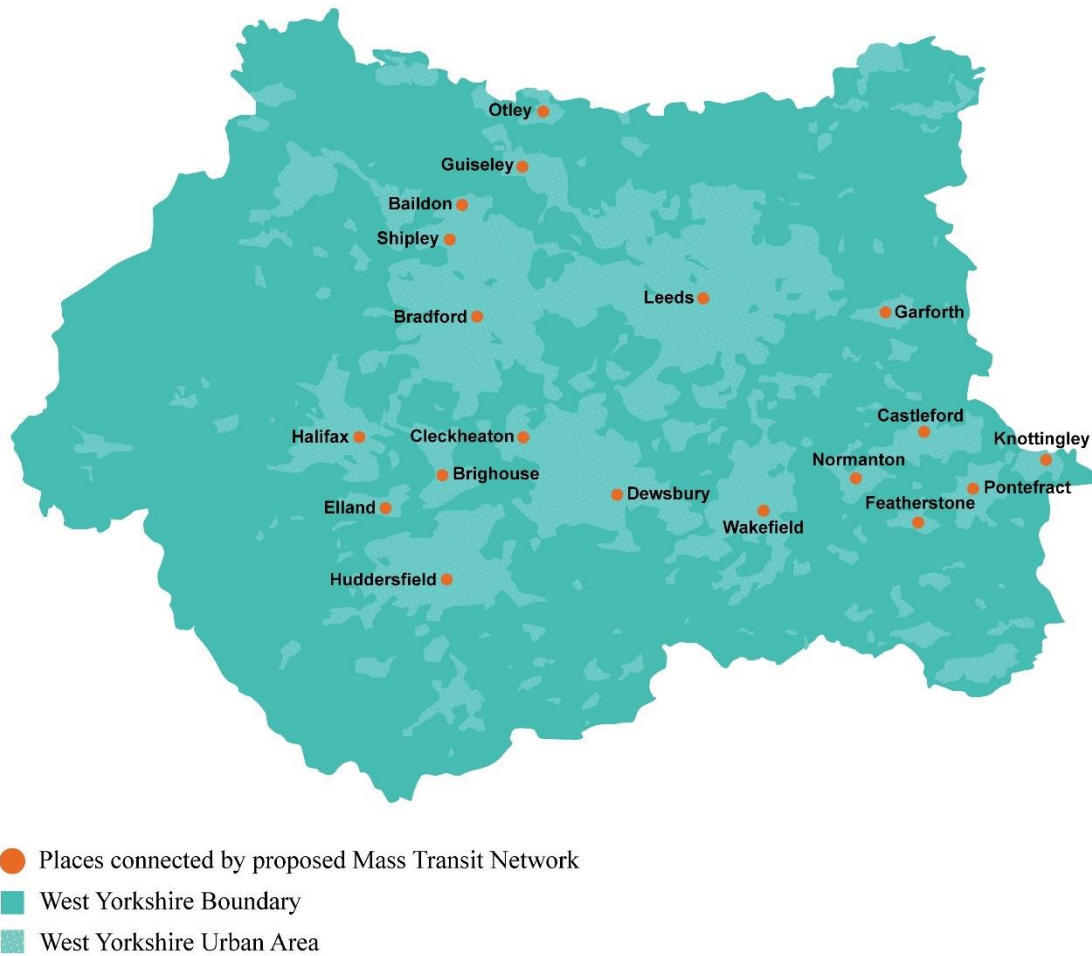 Otley
Guiseley
Baildon
Shipley
Leeds
Garforth
Bradford
Castleford
Halifax
Cleckheaton
Knottingley
Normanton
Brighouse
Pontefract
Dewsbury
Featherstone
Elland
Wakefield
Huddersfield
Places connected by proposed Mass Transit Network
West Yorkshire Boundary
West Yorkshire Urban Area